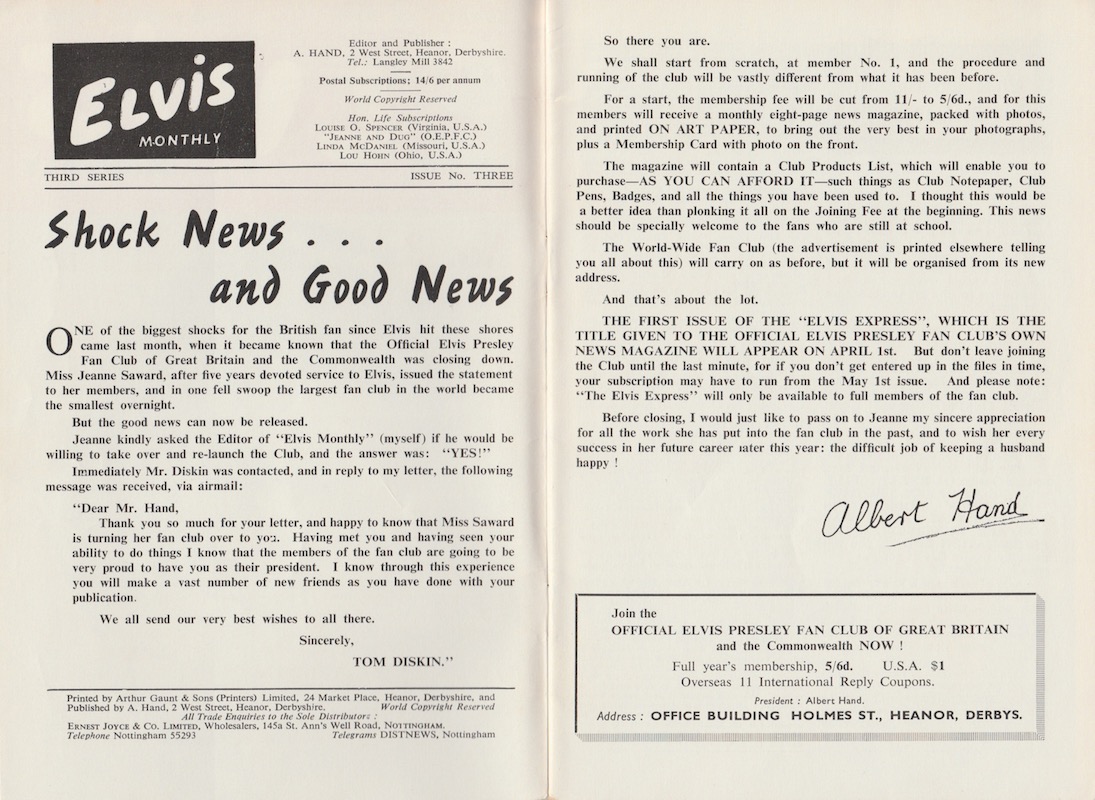 ELVIS
MONTHLY
Editor and Publisher :
A. HAND, 2 West Street, Heanor, Derbyshire.
Tel.: Langley Mill 3842
Postal Subscriptions: 14/6 per annum
World Copyright Reserved
Hon. Life Subscriptions
LOUISE O. SPENCER (Virginia, U.S.A.)
"JEANNE AND DUG" (O.E.P.F.C.)
LINDA MCDANIEL (Missouri, U.S.A.)
LOU HOHN (Ohio, U.S.A.)
THIRD SERIES ISSUE No. THREE
Shock News . . .
and Good News
ONE of the biggest shocks for the British fan since Elvis hit these shores
came last month, when it became known that the Official Elvis Presley
Fan Club of Great Britain and the Commonwealth was closing down.
Miss Jeanne Saward, after five years devoted service to Elvis, issued the statement
to her members, and in one fell swoop the largest fan club in the world became
the smallest overnight.
But the good news can now be released.
Jeanne kindly asked the Editor of "Elvis Monthly" (myself) if he would be
willing to take over and re-launch the Club, and the answer was: "YES!"
Immediately Mr. Diskin was contacted, and in reply to my letter, the following
message was received, via airmail:
"Dear Mr. Hand,
Thank you so much for your letter, and happy to know that Miss Saward
is turning her fan club over to you. Having met you and having seen your
ability to do things I know that the members of the fan club are going to be
very proud to have you as their president. I know through this experience
you will make a vast number of new friends as you have done with your
publication.
We all send our very best wishes to all there.
Sincerely,
TOM DISKIN."
Printed by Arthur Gaunt & Sons (Printers) Limited, 24 Market Place, Heanor, Derbyshire, and
Published by A. Hand, 2 West Street, Heanor, Derbyshire. World Copyright Reserved
All Trade Enquiries to the Sole Distributors :
ERNEST JOYCE & CO. LIMITED, Wholesalers, 145a St. Ann's Well Road, NOTTINGHAM.
Telephone Nottingham 55293 Telegrams DISTNEWS, Nottingham
So there you are.
We shall start from scratch, at member No. 1, and the procedure and
running of the club will be vastly different from what it has been before.
For a start, the membership fee will be cut from 11/- to 5/6d., and for this
members will receive a monthly eight-page news magazine, packed with photos,
and printed ON ART PAPER, to bring out the very best in your photographs,
plus a Membership Card with photo on the front.
The magazine will contain a Club Products List, which will enable you to
purchase—AS YOU CAN AFFORD IT—such things as Club Notepaper, Club
Pens, Badges, and all the things you have been used to. I thought this would be
a better idea than plonking it all on the Joining Fee at the beginning. This news
should be specially welcome to the fans who are still at school.
The World-Wide Fan Club (the advertisement is printed elsewhere telling
you all about this) will carry on as before, but it will be organised from its new
address.
And that's about the lot.
THE FIRST ISSUE OF THE "ELVIS EXPRESS", WHICH IS THE
TITLE GIVEN TO THE OFFICIAL ELVIS PRESLEY FAN CLUB'S OWN
NEWS MAGAZINE WILL APPEAR ON APRIL 1st. But don't leave joining
the Club until the last minute, for if you don't get entered up in the files in time,
your subscription may have to run from the May 1st issue. And please note:
"The Elvis Express" will only be available to full members of the fan club.
Before closing, I would just like to pass on to Jeanne my sincere appreciation
for all the work she has put into the fan club in the past, and to wish her every
success in her future career later this year: the difficult job of keeping a husband
happy !
Albert Hand
Join the
OFFICIAL ELVIS PRESLEY FAN CLUB OF GREAT BRITAIN
and the Commonwealth NOW !
Full year's membership, 5/6d. U.S.A. $1
Overseas 11 International Reply Coupons.
President : Albert Hand.
Address : OFFICE BUILDING HOLMES ST., HEANOR, DERBYS.